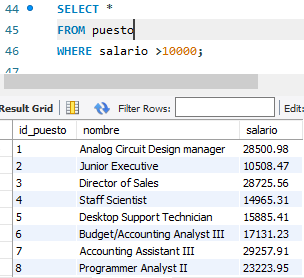 44 SELECT *
45 FROM puesto
46 WHERE salario >10000;
47
Result Grid Filter Rows: Edit:
id_puesto nombre salario
1 Analog Circuit Design manager 28500.98
2 Junior Executive 10508.47
3 Director of Sales 28725.56
4 Staff Scientist 14965.31
5 Desktop Support Technician 15885.41
6 Budget/Accounting Analyst III 17131.23
7 Accounting Assistant III 29257.91
8 Programmer Analyst II 23223.95